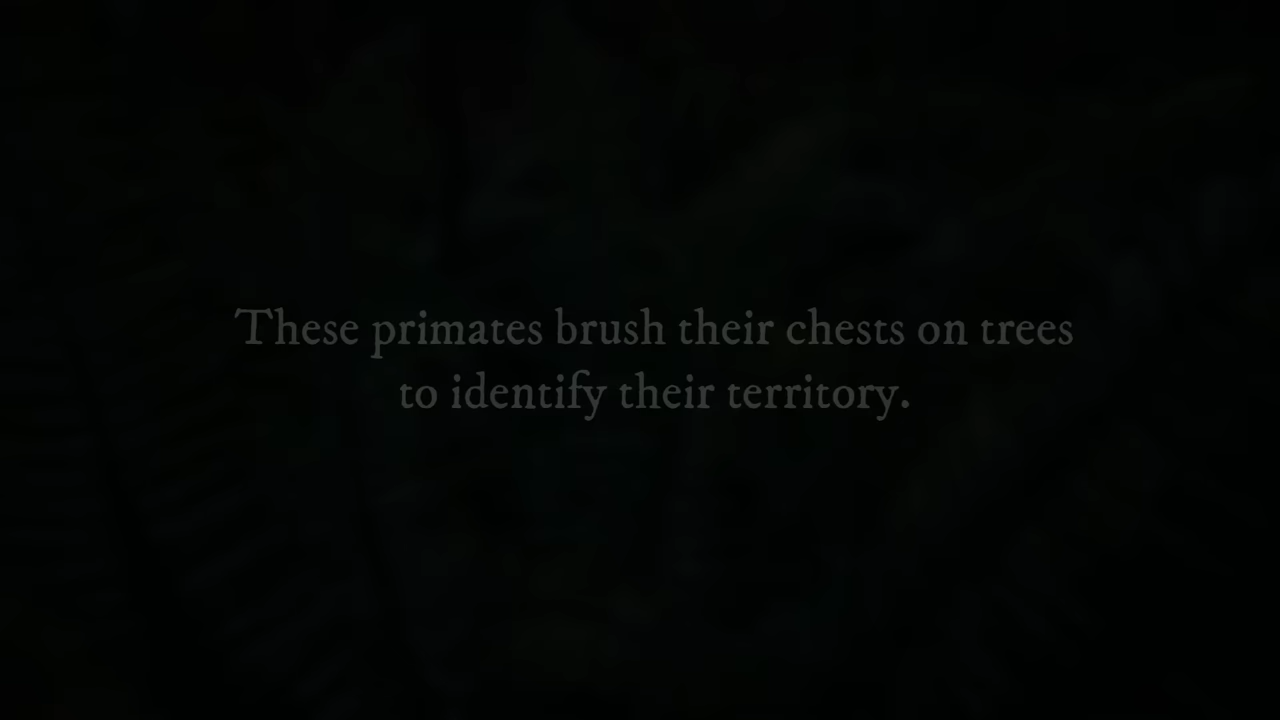 These primates brush their chests on trees
to identify their territory.